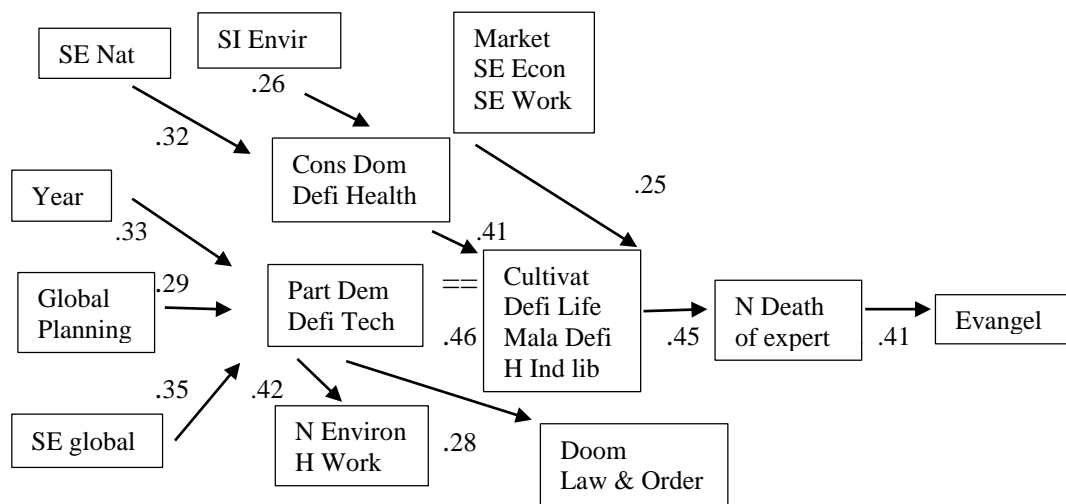 SE Nat
SI Envir
Market
SE Econ
SE Work
.26
.32
Cons Dom
Defi Health
.25
Year
.33
.41
.29
Global
Planning
Part Dem
Defi Tech
==
.46
Cultivat
Defi Life
Mala Defi
H Ind lib
.45
N Death
of expert
.41
Evangel
.35
.42
SE global
N Environ
H Work
.28
Doom
Law & Order